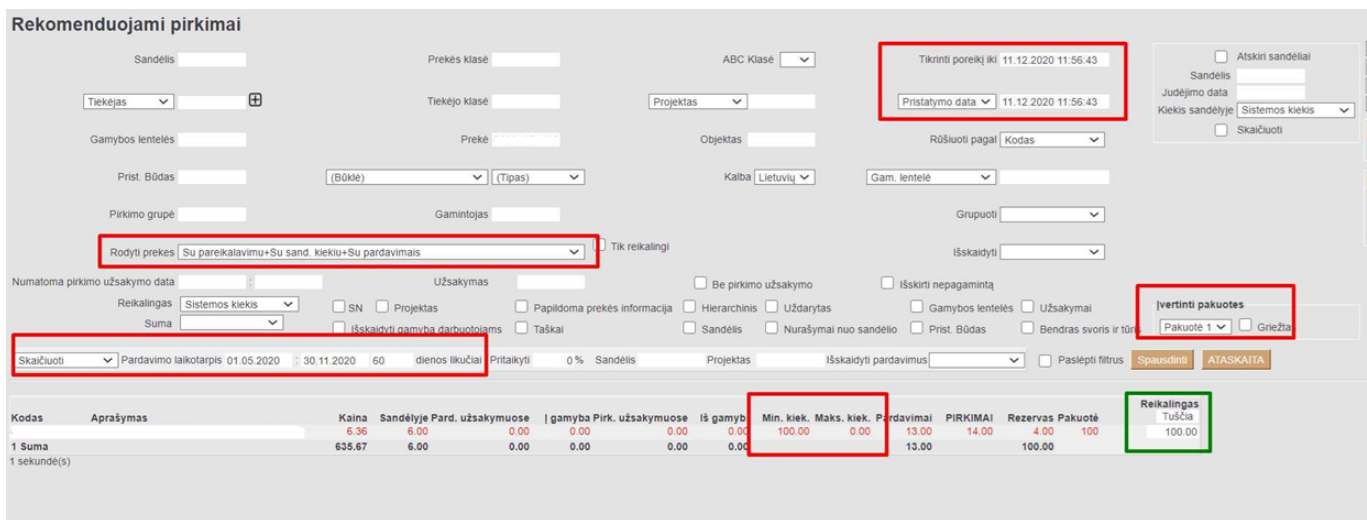 Rekomenduojami pirkimai
Sandėlis Prekės klasė ABC Klasė Tikrinti poreikį iki 11.12.2020 11:56:43 Atskiri sandėliai
Sandėlis
Tiekėjas Tiekėjo klasė Projektas Pristatymo data 11.12.2020 11:56:43 Judėjimo data
Kiekis sandėlyje Sistemos kiekis
Gamybos lentelės Prekė Objektas Rūšiuoti pagal Kodas Skaičiuoti
Prist. Būdas (Būklė) (Tipas) Kalba Lietuvių Gam. lentelė
Pirkimo grupė Gamintojas Grupuoti
Rodyti prekes Su pareikalavimu+Su sand. kiekiu+Su pardavimais Tik reikalingi Išskaidyti
Numatoma pirkimo užsakymo data : Užsakymas Be pirkimo užsakymo Išskirti nepagamintą
Reikalingas Sistemos kiekis SN Projektas Papildoma prekės informacija Hierarchinis Uždarytas Gamybos lentelės Užsakymai Įvertinti pakuotes
Suma Išskaidyti gamybą darbuotojams Taškai Sandėlis Nurašymai nuo sandėlio Prist. Būdas Bendras svoris ir tūris Pakuotė 1 Griežtas
Skaičiuoti Pardavimo laikotarpis 01.05.2020 : 30.11.2020 60 dienos likučiai Pritaikyti 0 % Sandėlis Projektas Išskaidyti pardavimus Paslėpti filtrus Spausdinti ATASKAITA
Reikalingas
Kodas Aprašymas Kaina Sandėlyje Pard. užsakymuose Į gamybą Pirk. užsakymuose Iš gamybą Min. kiek. Maks. kiek. Pardavimai PIRKIMAI Rezervas Pakuotė Tuščia
6.36 6.00 0.00 0.00 0.00 0.00 100.00 0.00 13.00 14.00 4.00 100 100.00
1 Suma 635.67 6.00 0.00 0.00 0.00 0.00 13.00 100.00
1 sekundė(s)